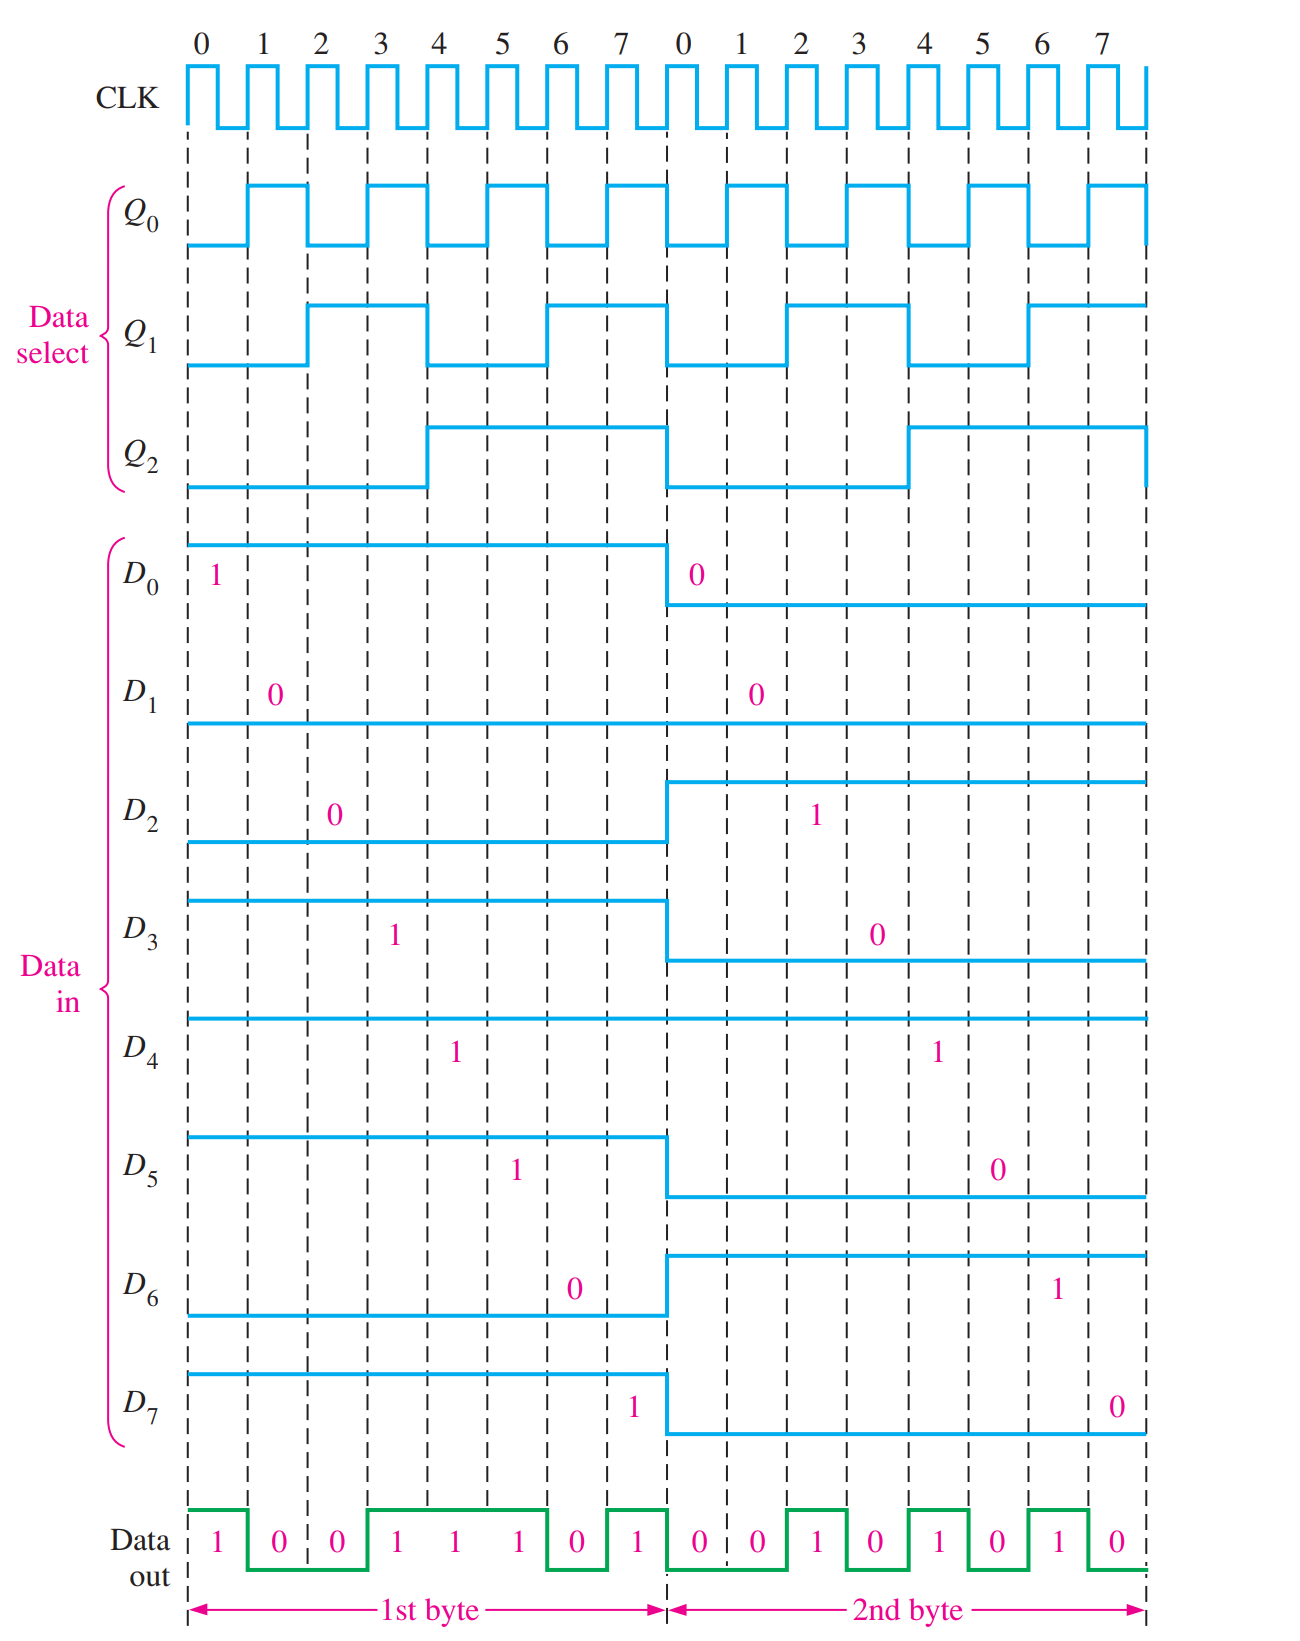 0 1 2 3 4 5 6 7 0 1 2 3 4 5 6 7
CLK
Q0
Data
select
Q1
Q2
D0
1 0
D1
0 0
D2
0 1
D3
1 0
Data
in
D4
1 1
D5
1 0
D6
0 1
D7
1 0
Data
out
1 0 0 1 1 1 0 1 0 0 1 0 1 0 1 0
1st byte 2nd byte